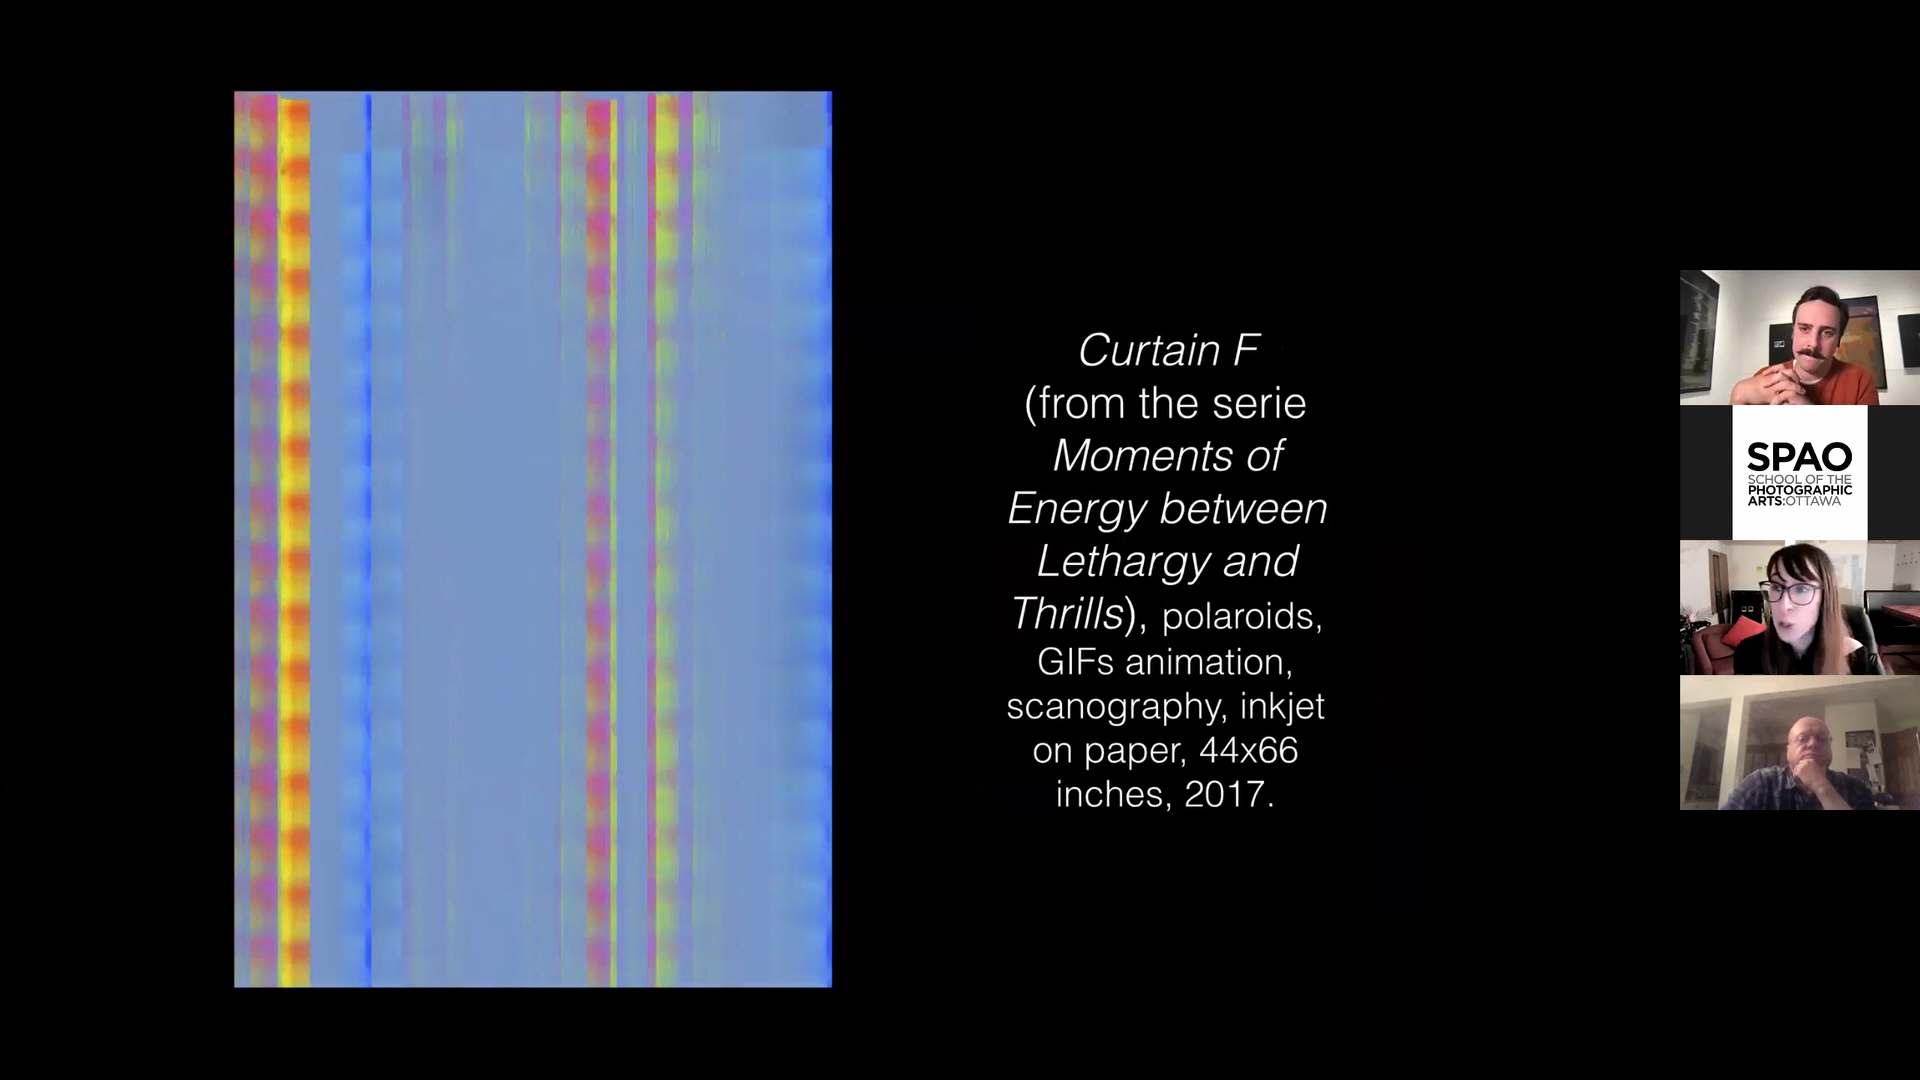 Curtain F
(from the serie
Moments of
Energy between
Lethargy and
Thrills), polaroids,
GIFs animation,
scanography, inkjet
on paper, 44x66
inches, 2017.
SPAO
SCHOOL OF THE
PHOTOGRAPHIC
ARTS:OTTAWA